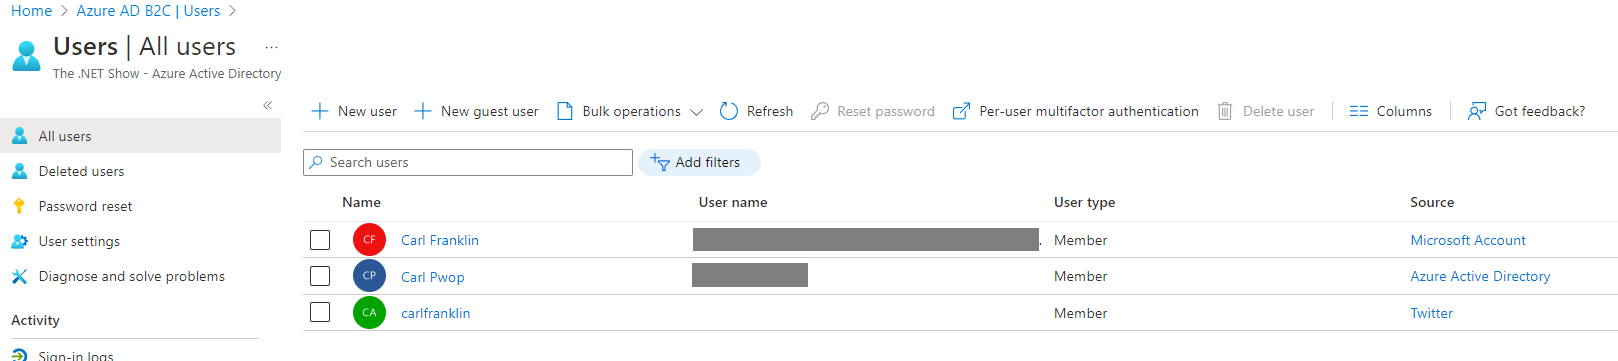 Home > Azure AD B2C | Users >
Users | All users ...
The .NET Show - Azure Active Directory
«
All users
Deleted users
Password reset
User settings
Diagnose and solve problems
Activity
Sign-in logs
New user New guest user Bulk operations Refresh Reset password Per-user multifactor authentication Delete user Columns Got feedback?
Search users Add filters
Name User name User type Source
CF Carl Franklin . Member Microsoft Account
CP Carl Pwop Member Azure Active Directory
CA carlfranklin Member Twitter